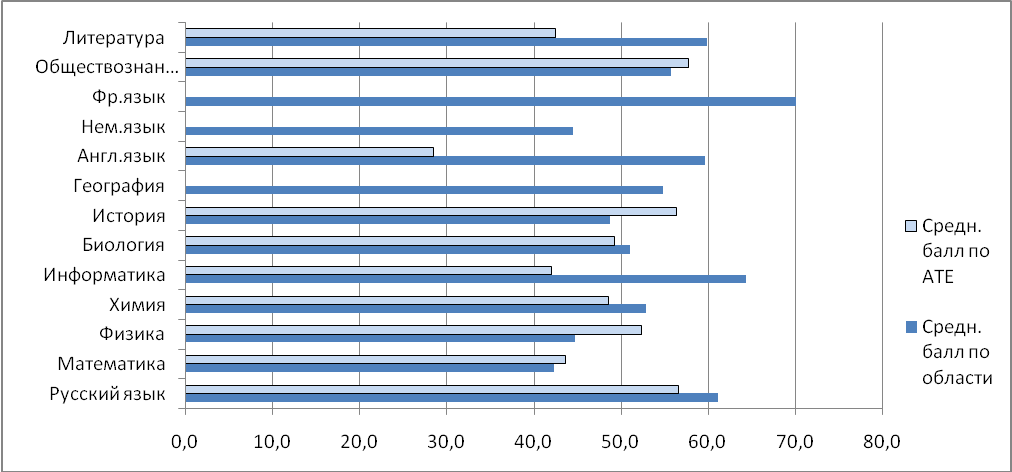 Литература
Обществознан...
Фр.язык
Нем.язык
Англ.язык
География
История
Биология
Информатика
Химия
Физика
Математика
Русский язык
0,0 10,0 20,0 30,0 40,0 50,0 60,0 70,0 80,0
Средн.
балл по
АТЕ
Средн.
балл по
области